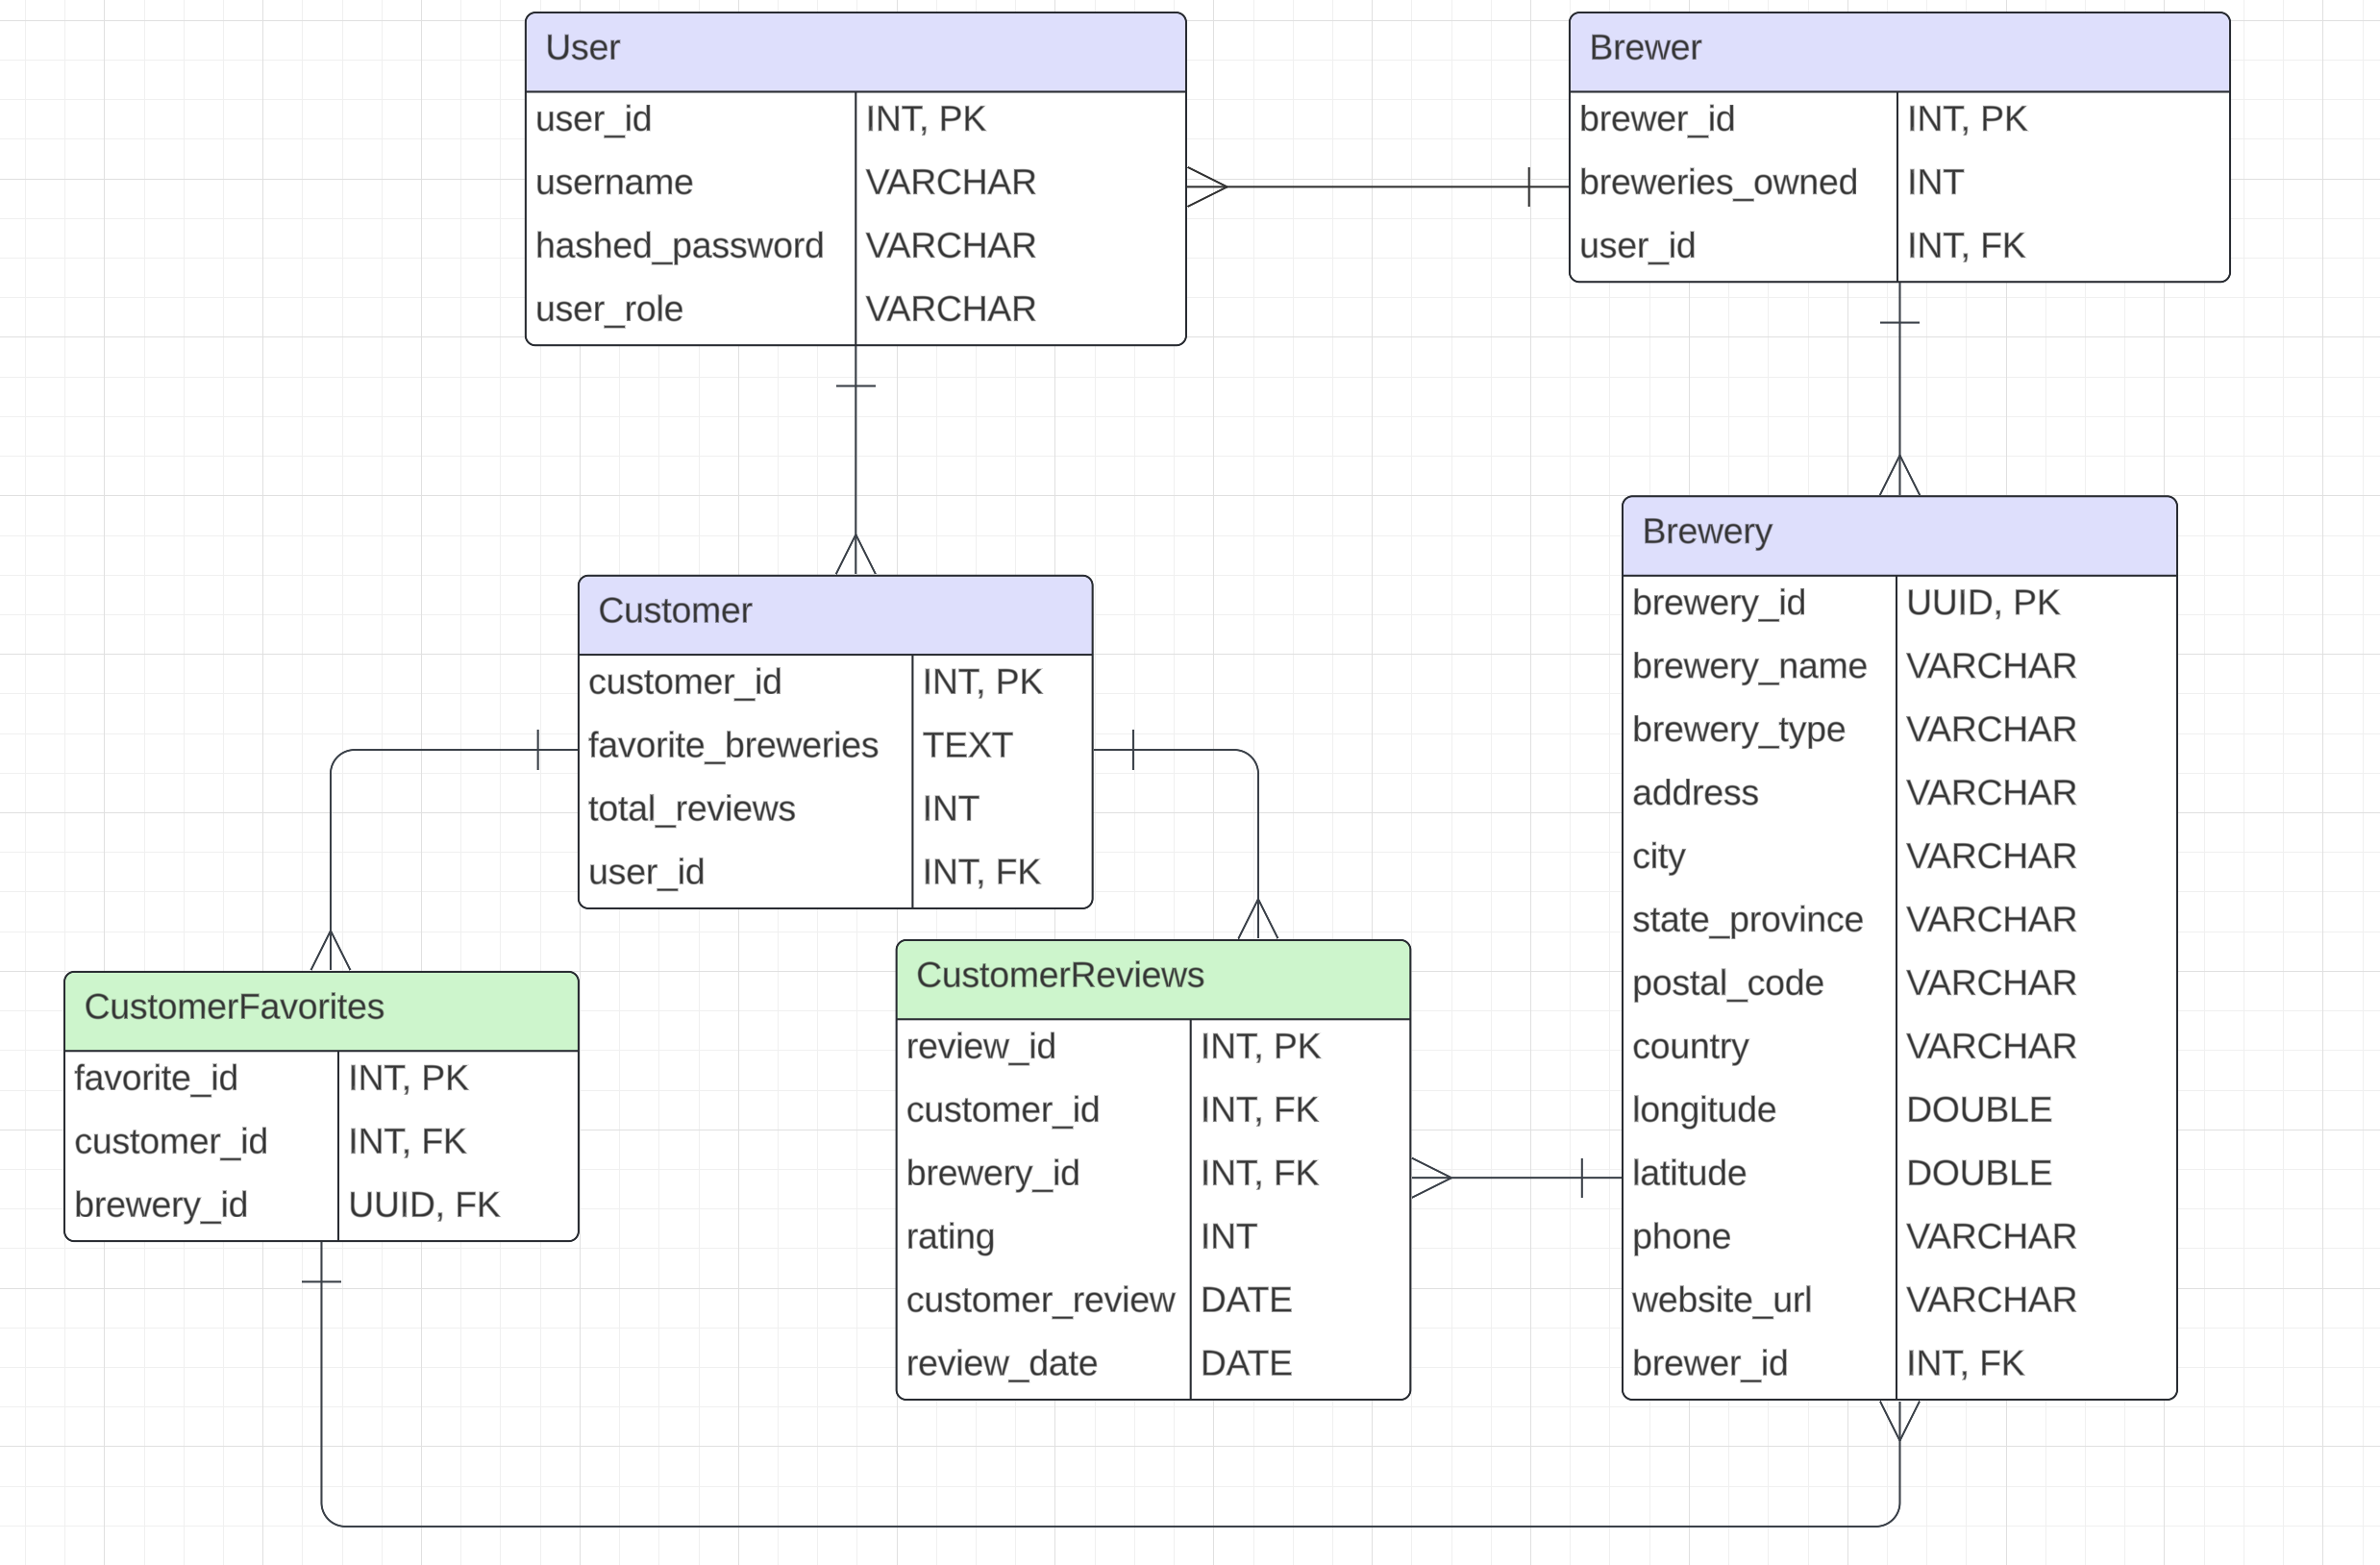 User
user_id INT, PK
username VARCHAR
hashed_password VARCHAR
user_role VARCHAR
Brewer
brewer_id INT, PK
breweries_owned INT
user_id INT, FK
Customer
customer_id INT, PK
favorite_breweries TEXT
total_reviews INT
user_id INT, FK
Brewery
brewery_id UUID, PK
brewery_name VARCHAR
brewery_type VARCHAR
address VARCHAR
city VARCHAR
state_province VARCHAR
postal_code VARCHAR
country VARCHAR
longitude DOUBLE
latitude DOUBLE
phone VARCHAR
website_url VARCHAR
brewer_id INT, FK
CustomerFavorites
favorite_id INT, PK
customer_id INT, FK
brewery_id UUID, FK
CustomerReviews
review_id INT, PK
customer_id INT, FK
brewery_id INT, FK
rating INT
customer_review DATE
review_date DATE